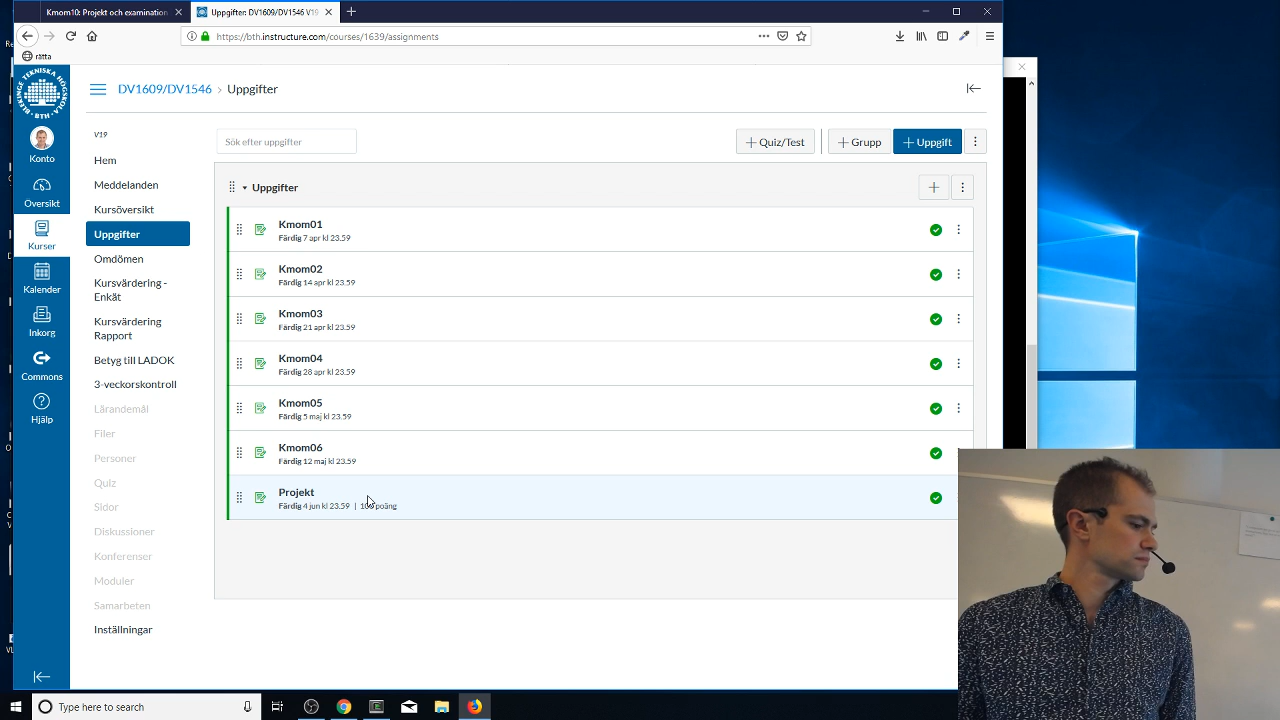 Kmom10: Projekt och examination
Uppgifter: DV1609/DV1546 V19
https://bth.instructure.com/courses/1639/assignments
rätta
BLEKINGE TEKNISKA HÖGSKOLA
BTH
Konto
Översikt
Kurser
Kalender
Inkorg
Commons
Hjälp
DV1609/DV1546 › Uppgifter
V19
Hem
Meddelanden
Kursöversikt
Uppgifter
Omdömen
Kursvärdering -
Enkät
Kursvärdering
Rapport
Betyg till LADOK
3-veckorskontroll
Lärandemål
Filer
Personer
Quiz
Sidor
Diskussioner
Konferenser
Moduler
Samarbeten
Inställningar
Sök efter uppgifter
+ Quiz/Test
+ Grupp
+ Uppgift
Uppgifter
Kmom01
Färdig 7 apr kl 23.59
Kmom02
Färdig 14 apr kl 23.59
Kmom03
Färdig 21 apr kl 23.59
Kmom04
Färdig 28 apr kl 23.59
Kmom05
Färdig 5 maj kl 23.59
Kmom06
Färdig 12 maj kl 23.59
Projekt
Färdig 4 jun kl 23.59 | poäng
Type here to search